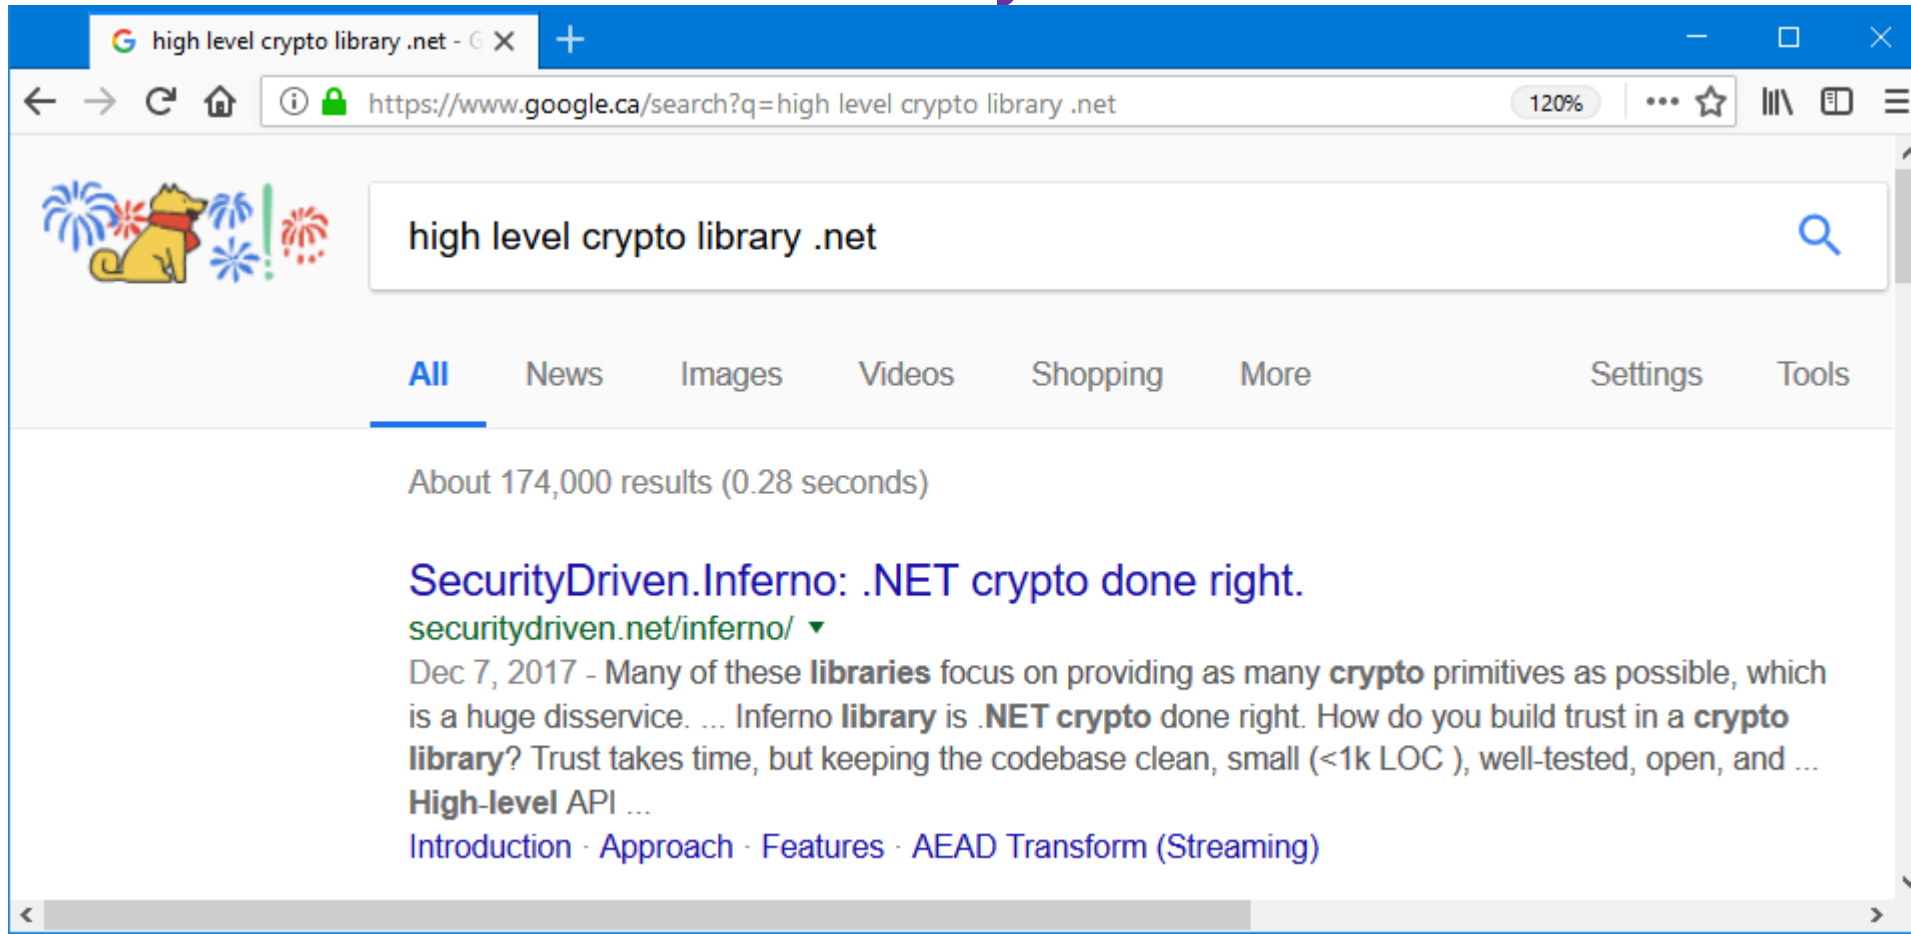 high level crypto library .net - G
https://www.google.ca/search?q=high level crypto library .net
120%
high level crypto library .net
All News Images Videos Shopping More Settings Tools
About 174,000 results (0.28 seconds)
SecurityDriven.Inferno: .NET crypto done right.
securitydriven.net/inferno/
Dec 7, 2017 - Many of these libraries focus on providing as many crypto primitives as possible, which
is a huge disservice. ... Inferno library is .NET crypto done right. How do you build trust in a crypto
library? Trust takes time, but keeping the codebase clean, small (<1k LOC ), well-tested, open, and ...
High-level API ...
Introduction · Approach · Features · AEAD Transform (Streaming)